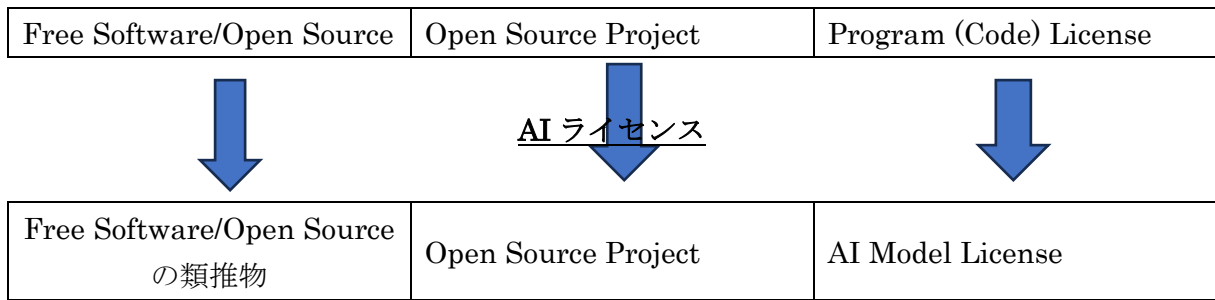 Free Software/Open Source
Open Source Project
Program (Code) License
AI ライセンス
Free Software/Open Source
の類推物
Open Source Project
AI Model License